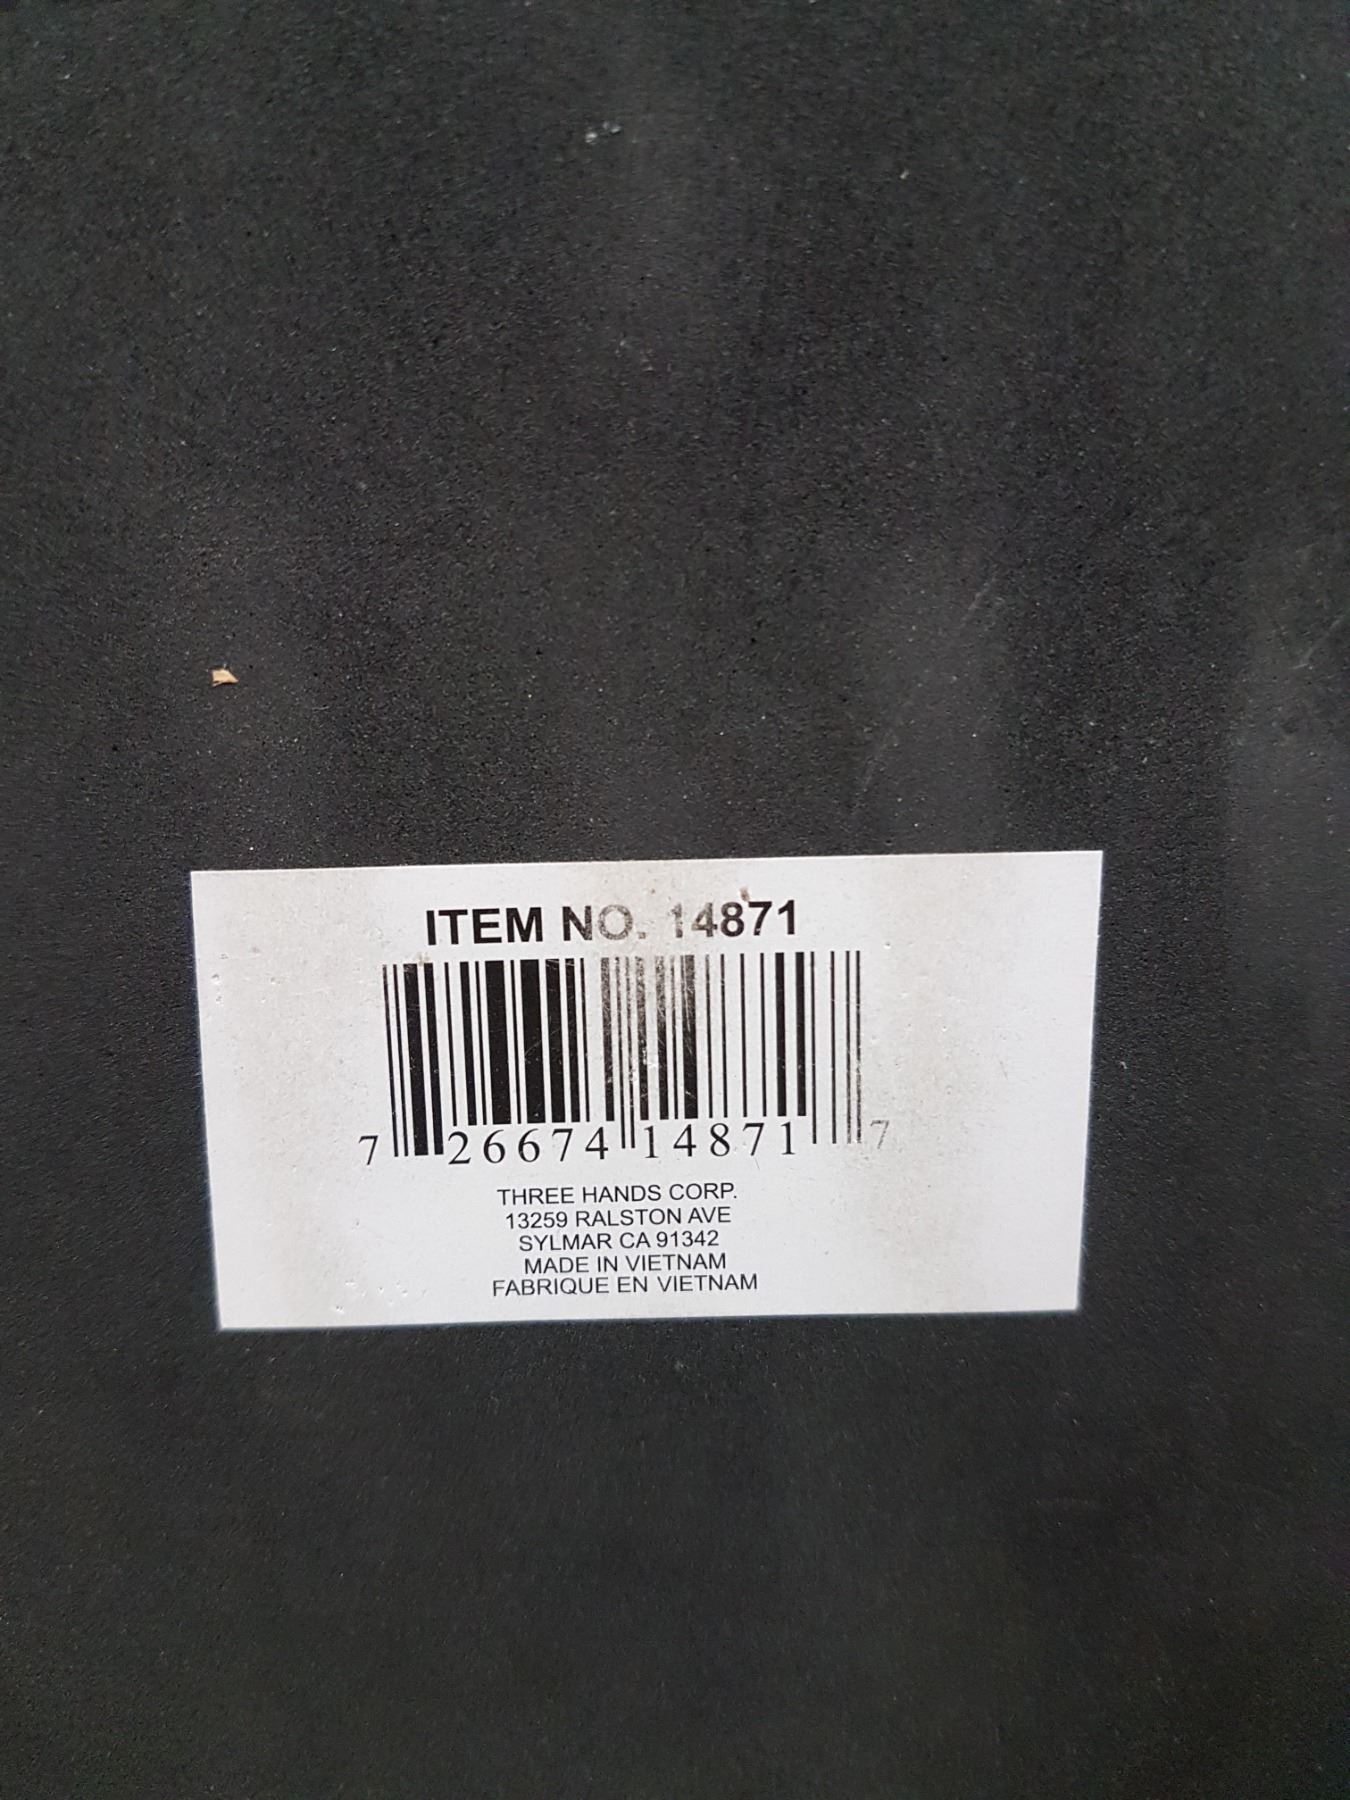 ITEM NO. 14871
7 26674 14871 7
THREE HANDS CORP.
13259 RALSTON AVE
SYLMAR CA 91342
MADE IN VIETNAM
FABRIQUE EN VIETNAM